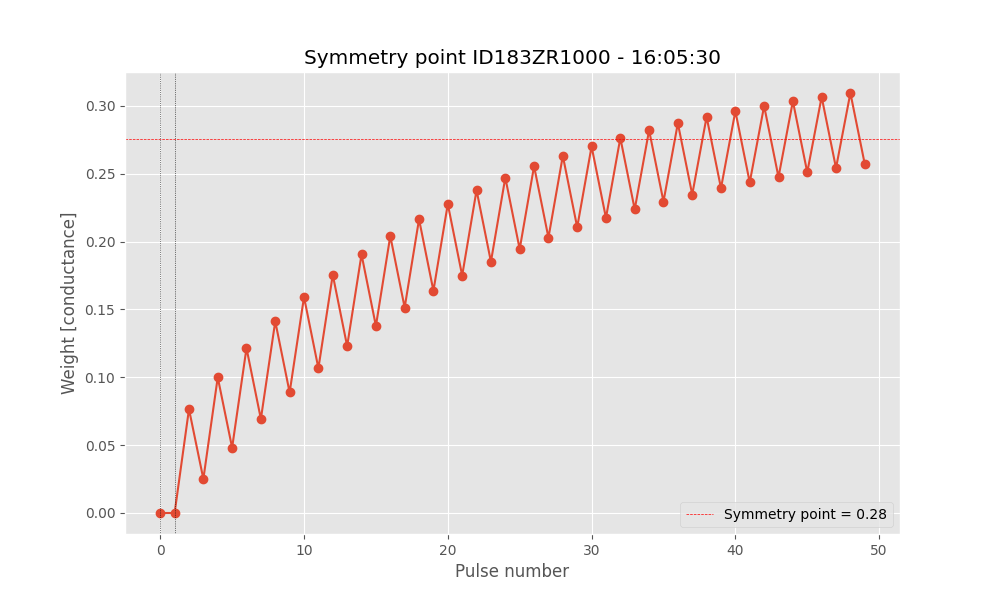 Symmetry point ID183ZR1000 - 16:05:30
0.30
0.25
0.20
0.15
0.10
0.05
0.00
Weight [conductance]
Symmetry point = 0.28
0 10 20 30 40 50
Pulse number